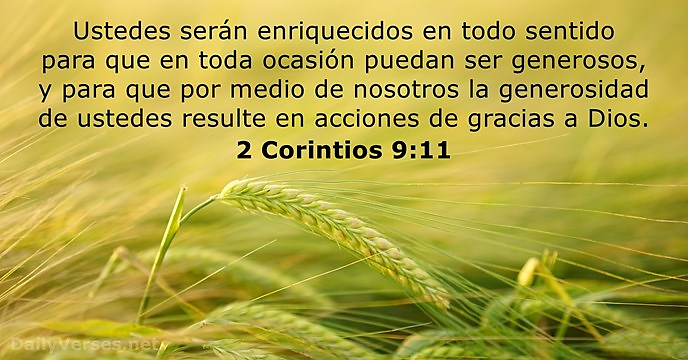 Ustedes serán enriquecidos en todo sentido
para que en toda ocasión puedan ser generosos,
y para que por medio de nosotros la generosidad
de ustedes resulte en acciones de gracias a Dios.
2 Corintios 9:11
DailyVerses.net